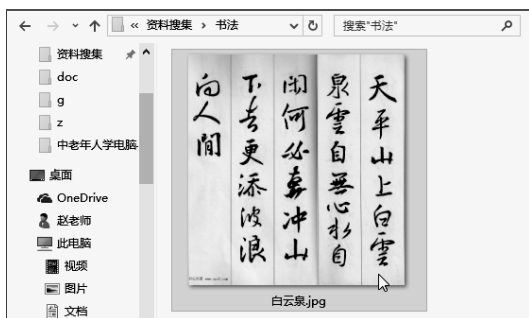 « 资料搜集 › 书法
搜索"书法"
资料搜集
doc
g
z
中老年人学电脑
桌面
OneDrive
赵老师
此电脑
视频
图片
文档
天平山上白雲
泉雲自無心水自
闲何必奔冲山
下去更添波浪
向人間
白云泉.jpg